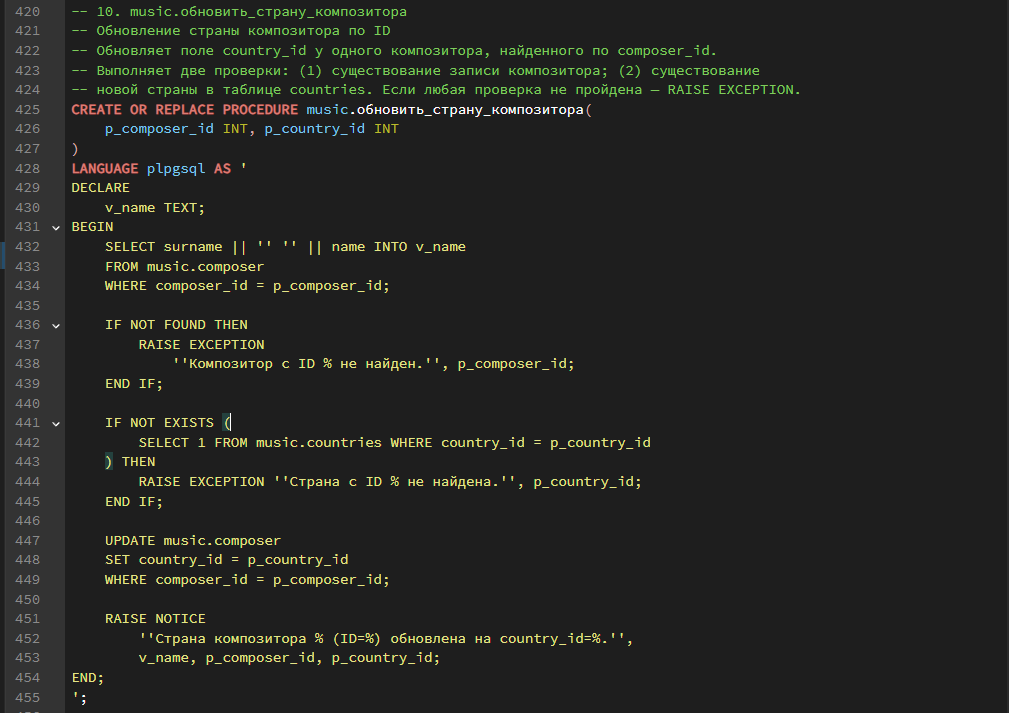 420 -- 10. music.обновить_страну_композитора
421 -- Обновление страны композитора по ID
422 -- Обновляет поле country_id у одного композитора, найденного по composer_id.
423 -- Выполняет две проверки: (1) существование записи композитора; (2) существование
424 -- новой страны в таблице countries. Если любая проверка не пройдена — RAISE EXCEPTION.
425 CREATE OR REPLACE PROCEDURE music.обновить_страну_композитора(
426     p_composer_id INT, p_country_id INT
427 )
428 LANGUAGE plpgsql AS '
429 DECLARE
430     v_name TEXT;
431 BEGIN
432     SELECT surname || '' '' || name INTO v_name
433     FROM music.composer
434     WHERE composer_id = p_composer_id;
435
436     IF NOT FOUND THEN
437         RAISE EXCEPTION
438             ''Композитор с ID % не найден.'', p_composer_id;
439     END IF;
440
441     IF NOT EXISTS (
442         SELECT 1 FROM music.countries WHERE country_id = p_country_id
443     ) THEN
444         RAISE EXCEPTION ''Страна с ID % не найдена.'', p_country_id;
445     END IF;
446
447     UPDATE music.composer
448     SET country_id = p_country_id
449     WHERE composer_id = p_composer_id;
450
451     RAISE NOTICE
452         ''Страна композитора % (ID=%) обновлена на country_id=%.'',
453         v_name, p_composer_id, p_country_id;
454 END;
455 ';